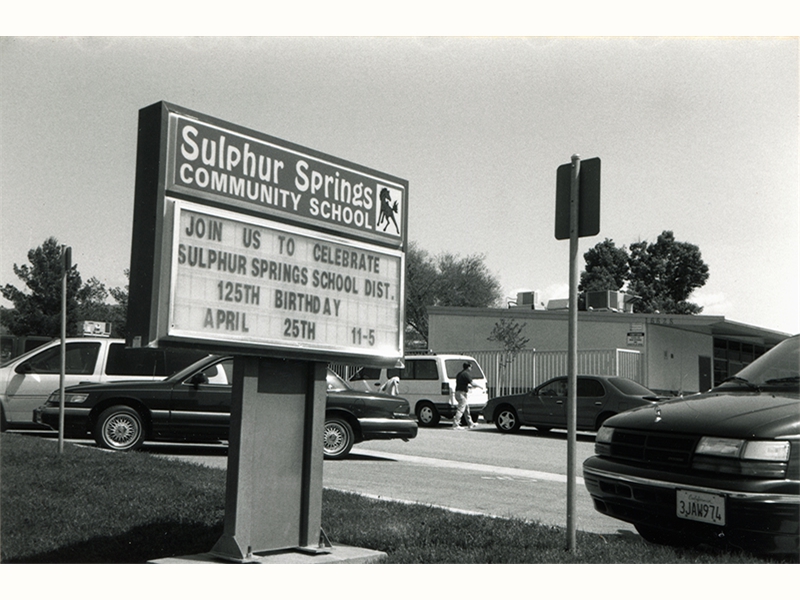 Sulphur Springs
COMMUNITY SCHOOL
JOIN US TO CELEBRATE
SULPHUR SPRINGS SCHOOL DIST.
125TH BIRTHDAY
APRIL 25TH 11-5
California
3JAW974